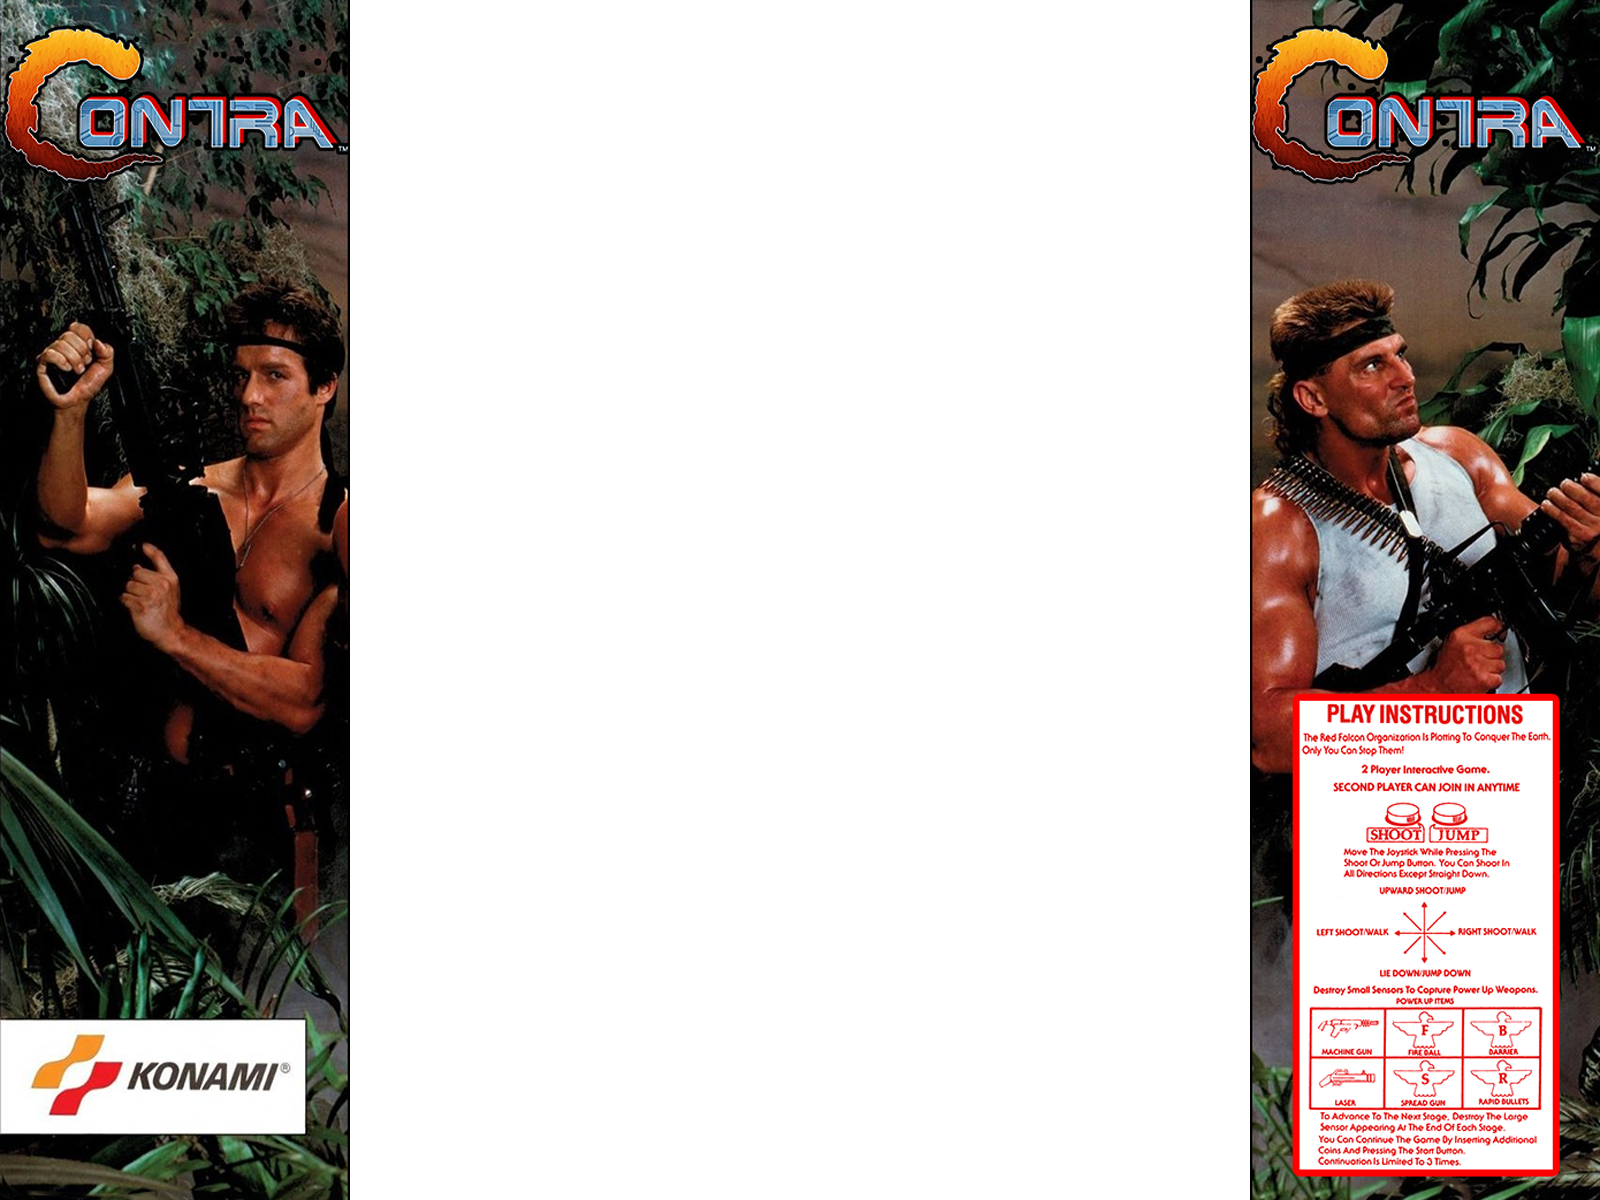 CONTRA™
KONAMI®
CONTRA™
PLAY INSTRUCTIONS
The Red Falcon Organization Is Plotting To Conquer The Earth.
Only You Can Stop Them!
2 Player Interactive Game.
SECOND PLAYER CAN JOIN IN ANYTIME
SHOOT JUMP
Move The Joystick While Pressing The
Shoot Or Jump Button. You Can Shoot In
All Directions Except Straight Down.
UPWARD SHOOT/JUMP
LEFT SHOOT/WALK RIGHT SHOOT/WALK
LIE DOWN/JUMP DOWN
Destroy Small Sensors To Capture Power Up Weapons.
POWER UP ITEMS
F B
MACHINE GUN FIRE BALL BARRIER
S R
LASER SPREAD GUN RAPID BULLETS
To Advance To The Next Stage, Destroy The Large
Sensor Appearing At The End Of Each Stage.
You Can Continue The Game By Inserting Additional
Coins And Pressing The Start Button.
Continuation Is Limited To 3 Times.